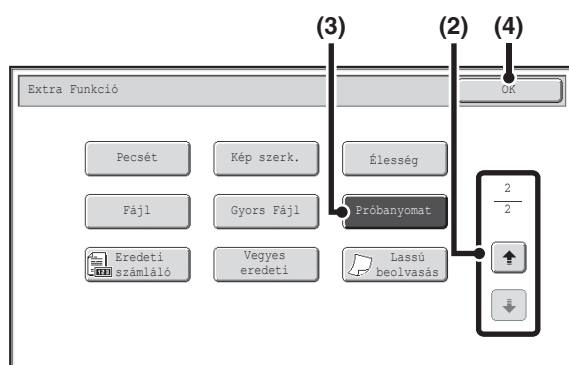 (3) (2) (4)
Extra Funkció OK
Pecsét Kép szerk. Élesség
2
2
Fájl Gyors Fájl Próbanyomat
Eredeti
számláló
Vegyes
eredeti
Lassú
beolvasás